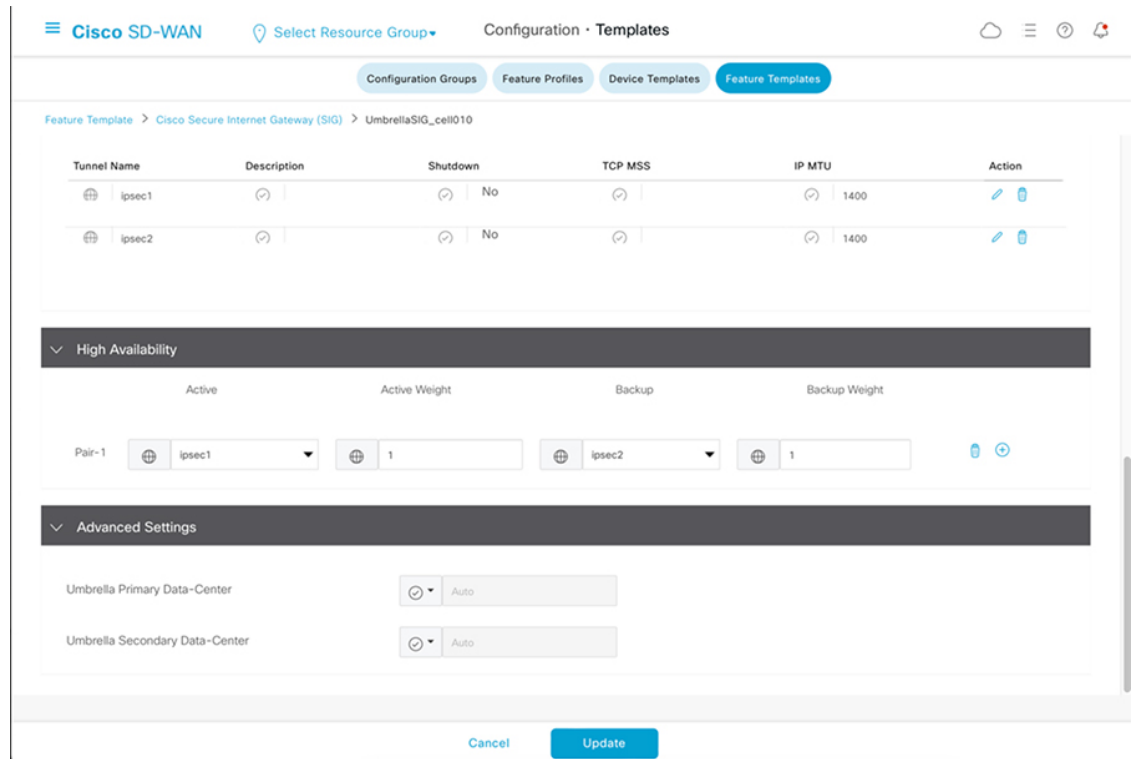 Cisco SD-WAN Select Resource Group Configuration · Templates
Configuration Groups Feature Profiles Device Templates Feature Templates
Feature Template > Cisco Secure Internet Gateway (SIG) > UmbrellaSIG_cell010
Tunnel Name Description Shutdown TCP MSS IP MTU Action
ipsec1 No 1400
ipsec2 No 1400
High Availability
Active Active Weight Backup Backup Weight
Pair-1 ipsec1 1 ipsec2 1
Advanced Settings
Umbrella Primary Data-Center Auto
Umbrella Secondary Data-Center Auto
Cancel Update